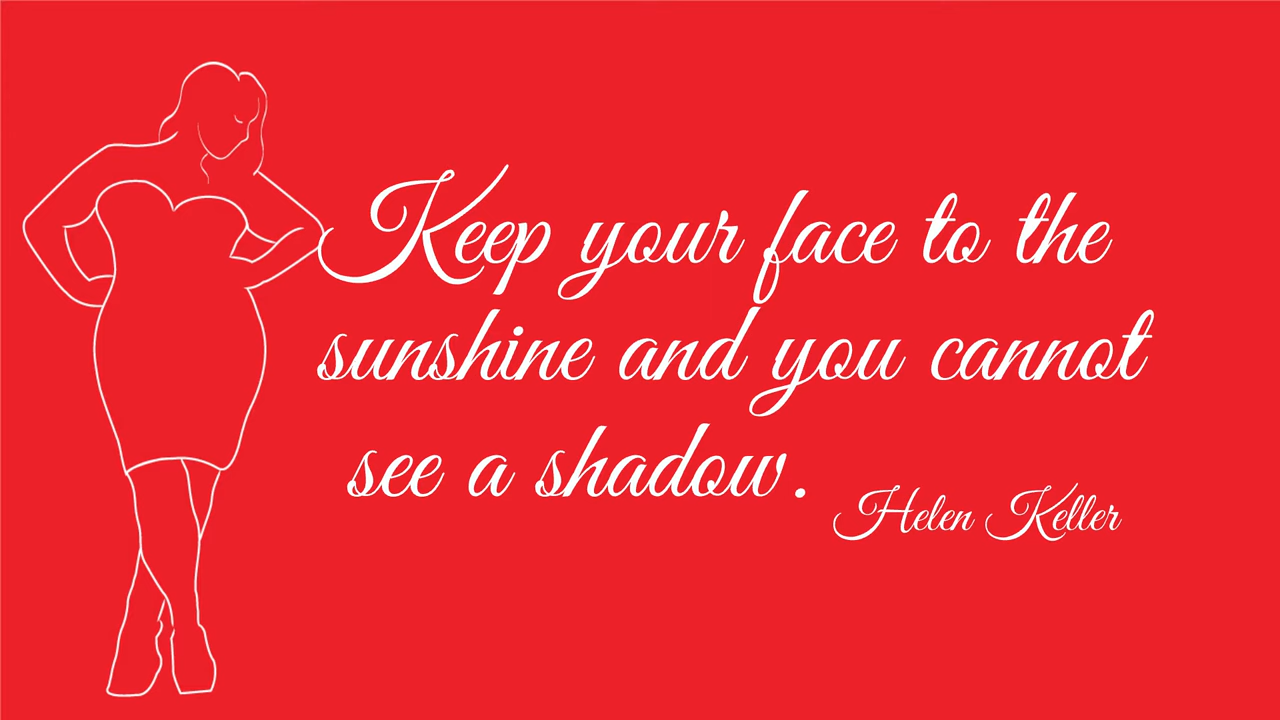 Keep your face to the
sunshine and you cannot
see a shadow.
Helen Keller